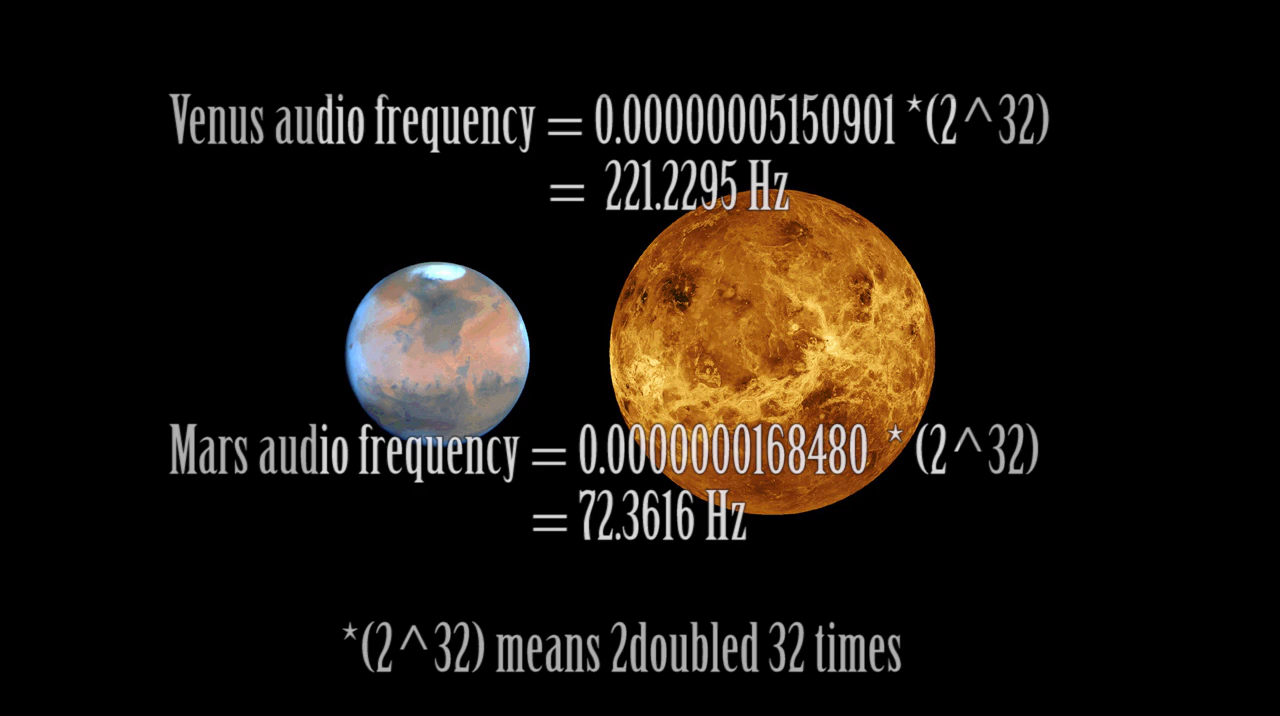 Venus audio frequency = 0.00000005150901 *(2^32)
= 221.2295 Hz
Mars audio frequency = 0.0000000168480 * (2^32)
= 72.3616 Hz
*(2^32) means 2doubled 32 times